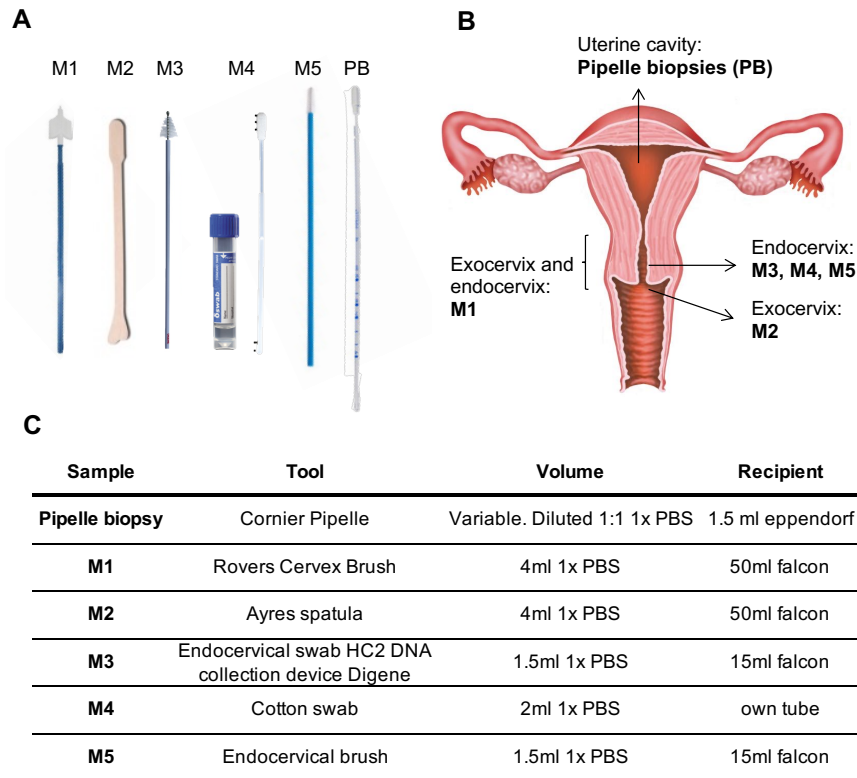 A
M1 M2 M3 M4 M5 PB
swab
B
Uterine cavity:
Pipelle biopsies (PB)
Exocervix and
endocervix:
M1
Endocervix:
M3, M4, M5
Exocervix:
M2
C
Sample Tool Volume Recipient
Pipelle biopsy Cornier Pipelle Variable. Diluted 1:1 1x PBS 1.5 ml eppendorf
M1 Rovers Cervex Brush 4ml 1x PBS 50ml falcon
M2 Ayres spatula 4ml 1x PBS 50ml falcon
M3 Endocervical swab HC2 DNA
collection device Digene 1.5ml 1x PBS 15ml falcon
M4 Cotton swab 2ml 1x PBS own tube
M5 Endocervical brush 1.5ml 1x PBS 15ml falcon